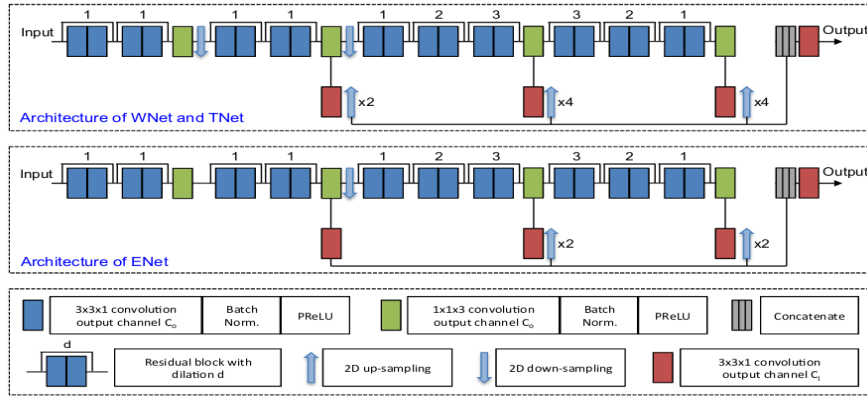 1 1 1 1 1 2 3 3 2 1
Input
Output
x2 x4 x4
Architecture of WNet and TNet
1 1 1 1 1 2 3 3 2 1
Input
Output
x2 x2
Architecture of ENet
3x3x1 convolution
output channel Cₒ
Batch
Norm.
PReLU
1x1x3 convolution
output channel Cₒ
Batch
Norm.
PReLU
Concatenate
d
Residual block with
dilation d
2D up-sampling
2D down-sampling
3x3x1 convolution
output channel Cₗ